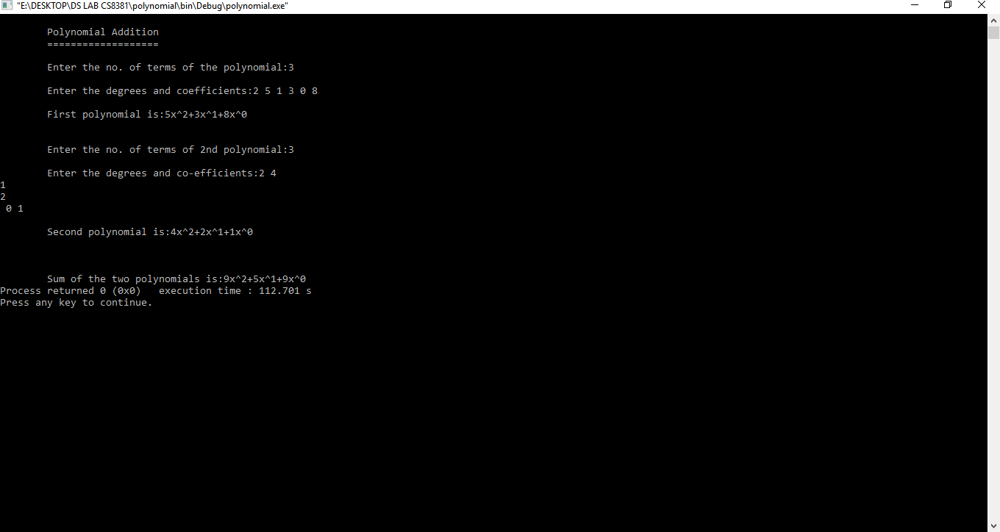 "E:\DESKTOP\DS LAB CS8381\polynomial\bin\Debug\polynomial.exe"
Polynomial Addition
===================
Enter the no. of terms of the polynomial:3
Enter the degrees and coefficients:2 5 1 3 0 8
First polynomial is:5x^2+3x^1+8x^0
Enter the no. of terms of 2nd polynomial:3
Enter the degrees and co-efficients:2 4
1
2
0 1
Second polynomial is:4x^2+2x^1+1x^0
Sum of the two polynomials is:9x^2+5x^1+9x^0
Process returned 0 (0x0)   execution time : 112.701 s
Press any key to continue.